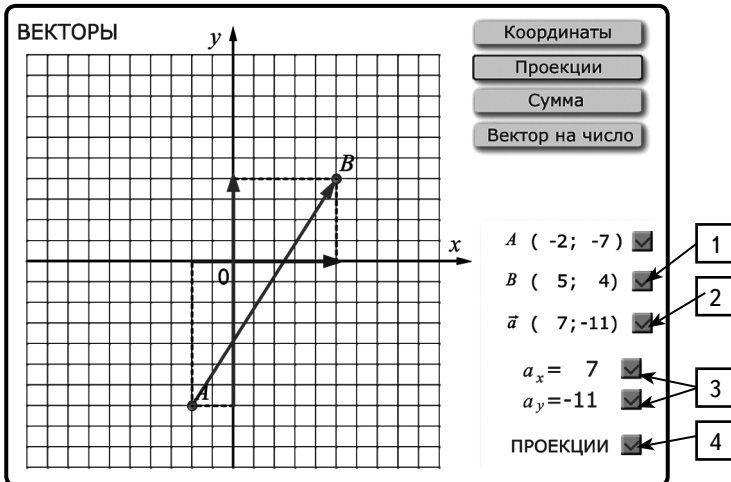 ВЕКТОРЫ
y
Координаты
Проекции
Сумма
Вектор на число
B
x
0
A
A ( -2; -7 )
B ( 5; 4)
a⃗ ( 7;-11)
aₓ= 7
a_y=-11
ПРОЕКЦИИ
1
2
3
4